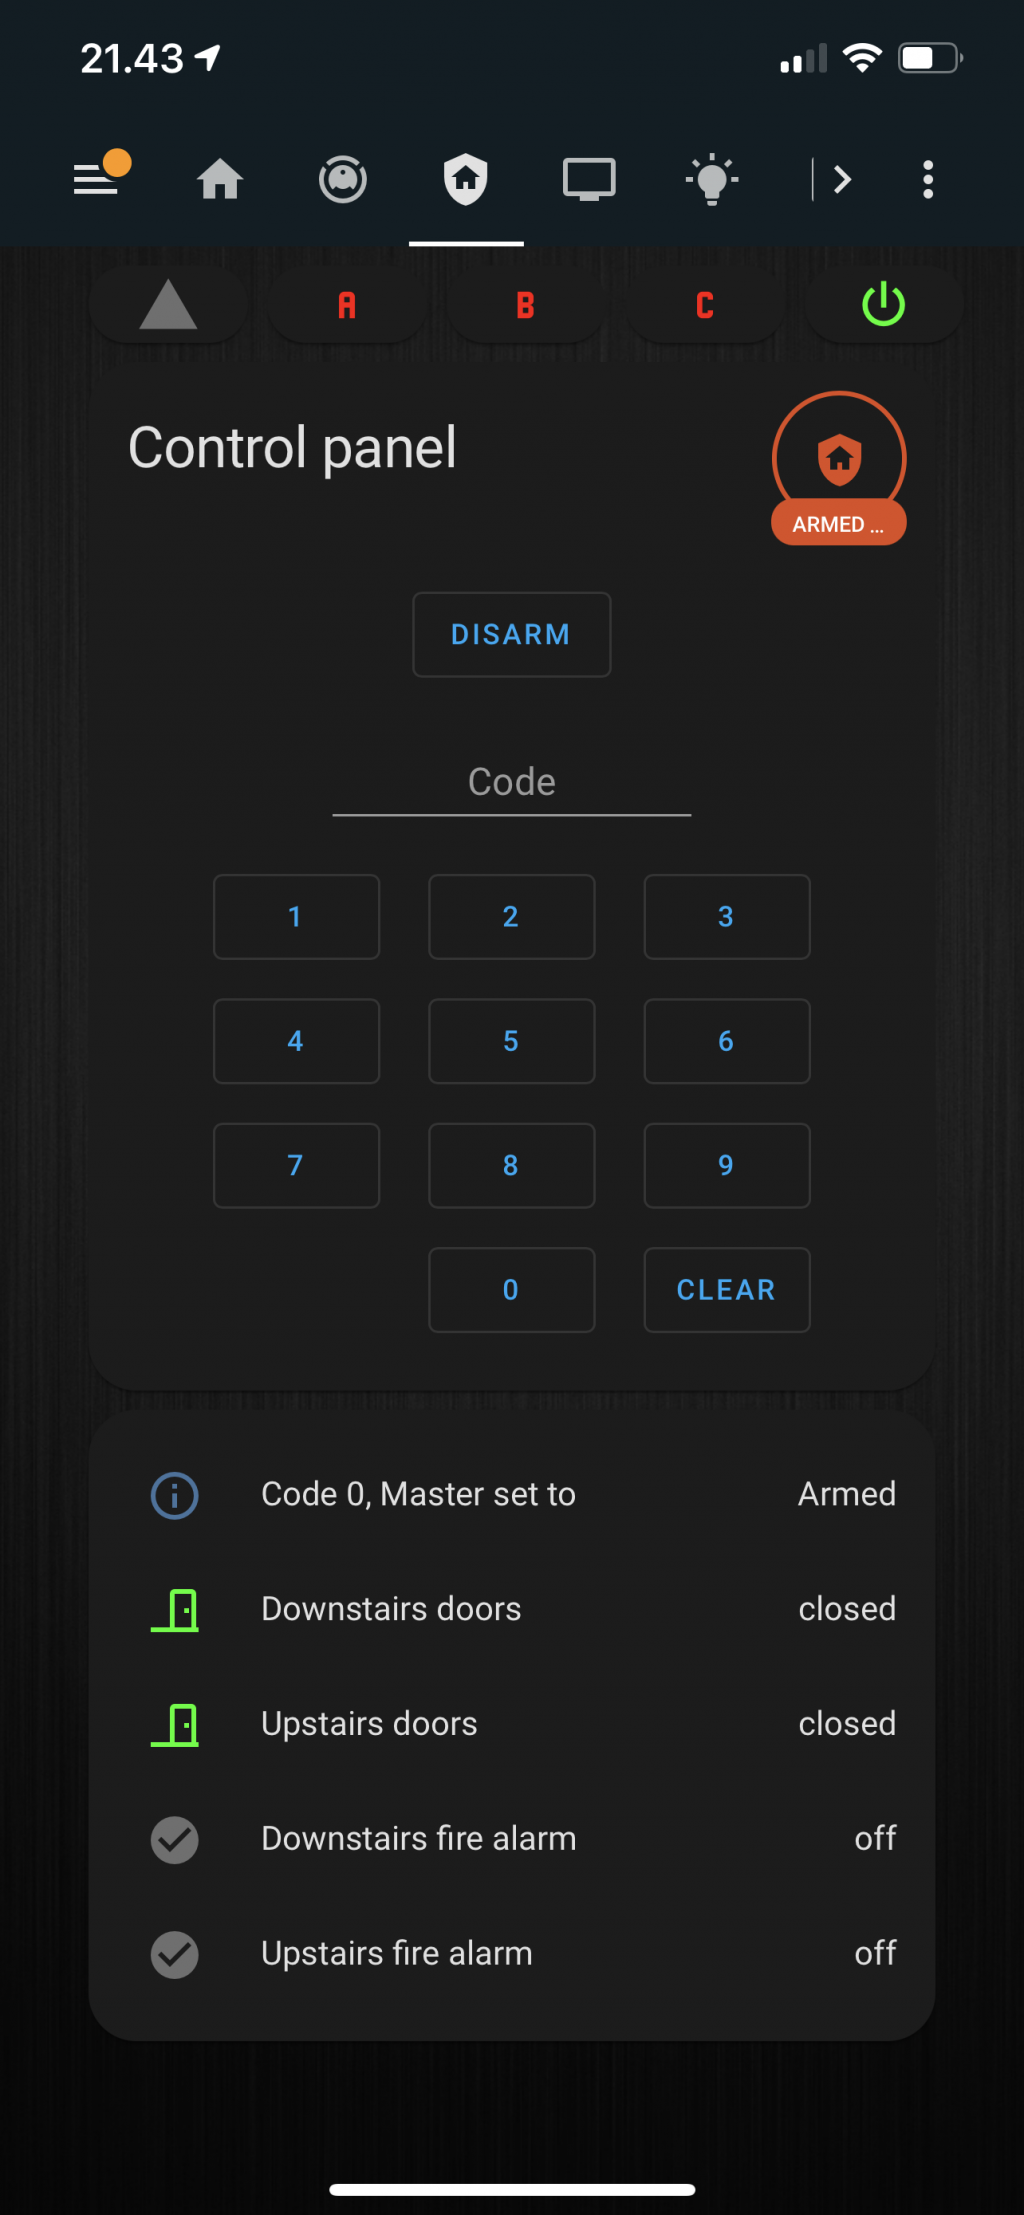 21.43
A B C
Control panel
ARMED ...
DISARM
Code
1 2 3
4 5 6
7 8 9
0 CLEAR
Code 0, Master set to Armed
Downstairs doors closed
Upstairs doors closed
Downstairs fire alarm off
Upstairs fire alarm off